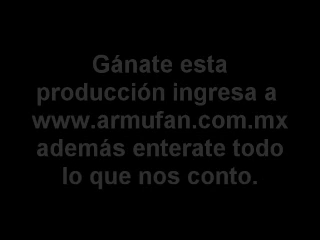 Gánate esta
producción ingresa a
www.armufan.com.mx
además enterate todo
lo que nos conto.